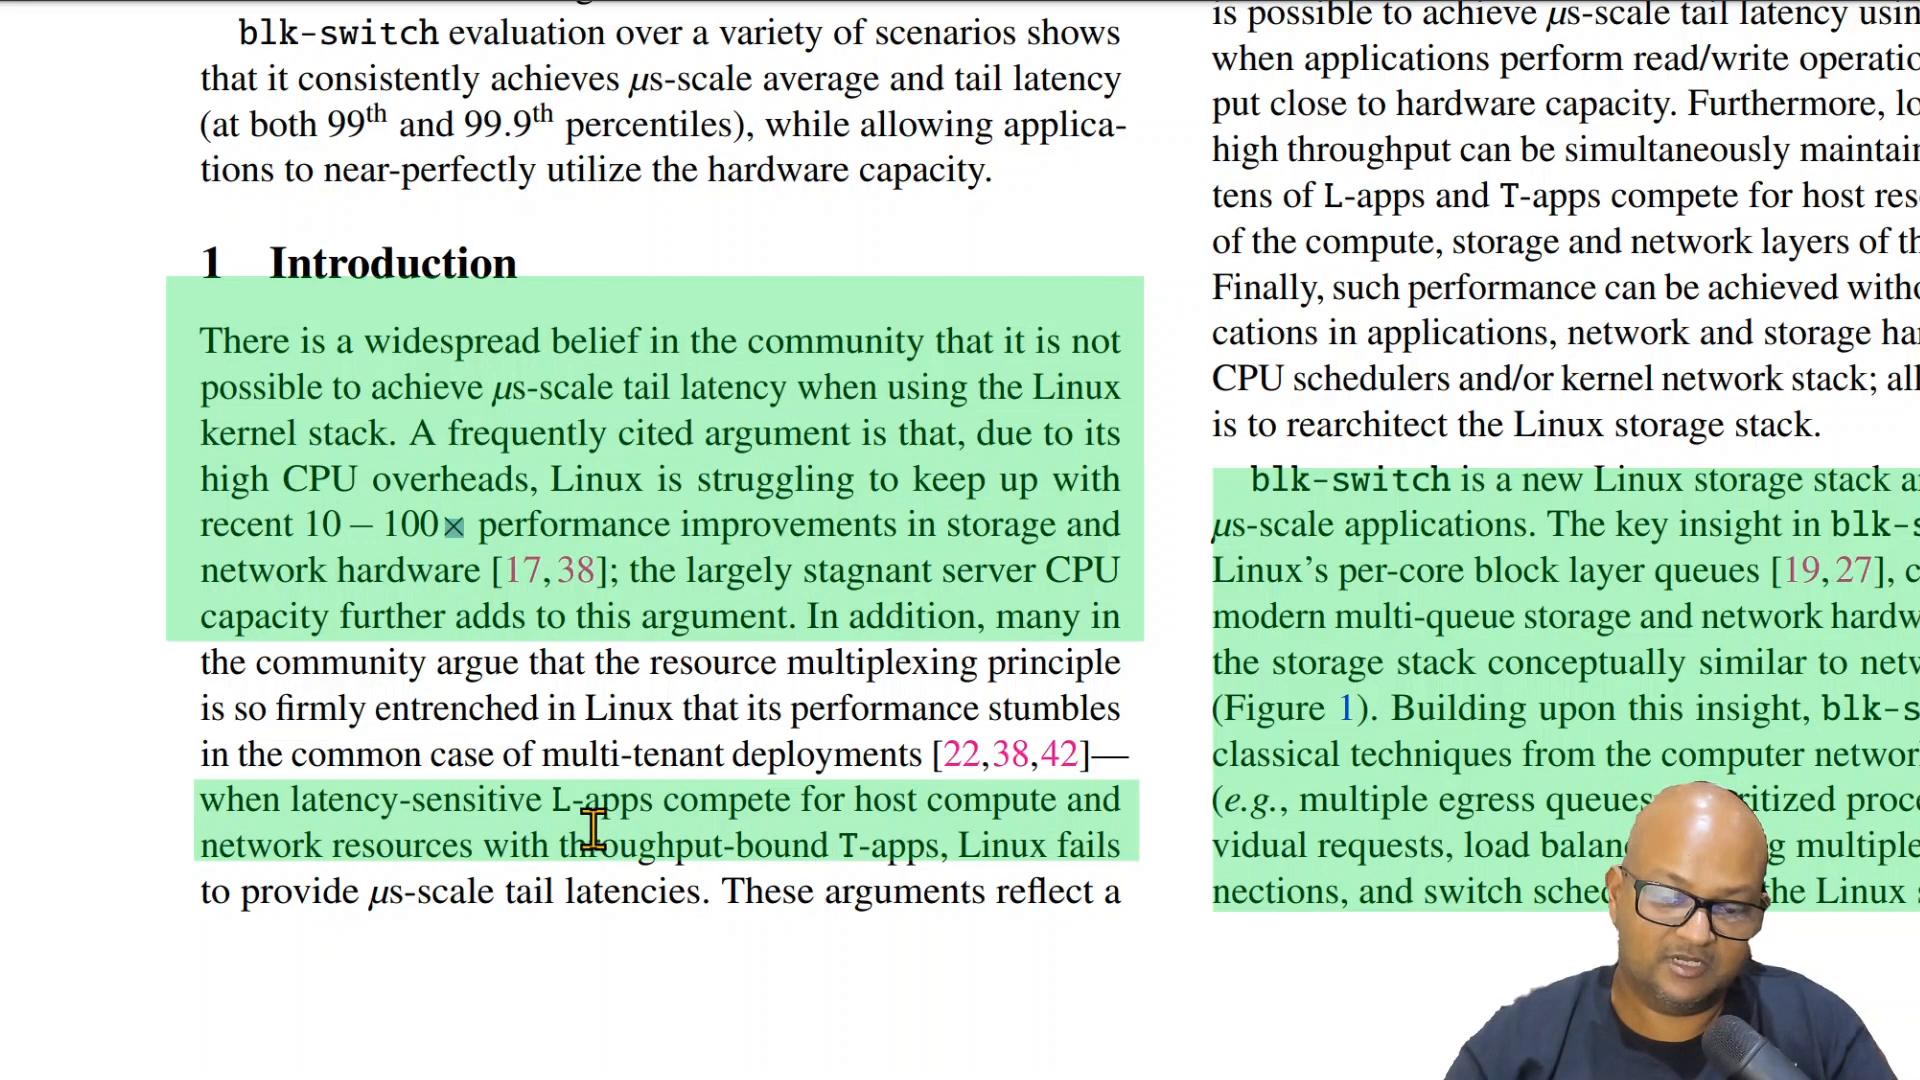 blk-switch evaluation over a variety of scenarios shows
that it consistently achieves μs-scale average and tail latency
(at both 99th and 99.9th percentiles), while allowing applica-
tions to near-perfectly utilize the hardware capacity.
1 Introduction
There is a widespread belief in the community that it is not
possible to achieve μs-scale tail latency when using the Linux
kernel stack. A frequently cited argument is that, due to its
high CPU overheads, Linux is struggling to keep up with
recent 10 − 100× performance improvements in storage and
network hardware [17,38]; the largely stagnant server CPU
capacity further adds to this argument. In addition, many in
the community argue that the resource multiplexing principle
is so firmly entrenched in Linux that its performance stumbles
in the common case of multi-tenant deployments [22,38,42]—
when latency-sensitive L-apps compete for host compute and
network resources with throughput-bound T-apps, Linux fails
to provide μs-scale tail latencies. These arguments reflect a
is possible to achieve μs-scale tail latency
when applications perform read/write
put close to hardware capacity. Furthermore,
high throughput can be simultaneously
tens of L-apps and T-apps compete for host
of the compute, storage and network layers of
Finally, such performance can be achieved
cations in applications, network and storage
CPU schedulers and/or kernel network stack;
is to rearchitect the Linux storage stack.
blk-switch is a new Linux storage stack
μs-scale applications. The key insight in
Linux's per-core block layer queues [19,27],
modern multi-queue storage and network
the storage stack conceptually similar to
(Figure 1). Building upon this insight,
classical techniques from the computer
(e.g., multiple egress queues
vidual requests, load multiple
nections, and switch the Linux